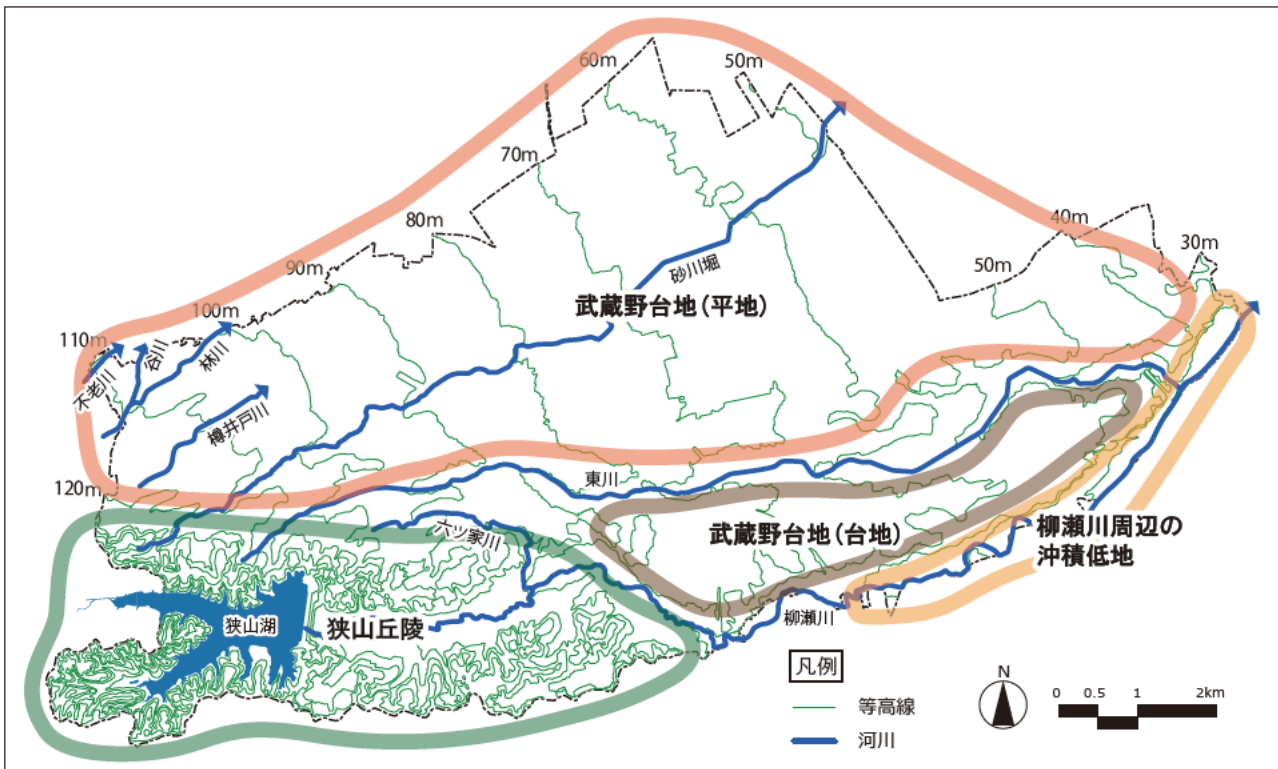 60m
50m
70m
80m
40m
30m
90m
50m
砂川堀
武蔵野台地(平地)
100m
110m
不老川
谷川
林川
樽井戸川
120m
東川
六ツ家川
武蔵野台地(台地)
柳瀬川周辺の
沖積低地
狭山湖
狭山丘陵
柳瀬川
凡例
等高線
河川
N
0 0.5 1 2km